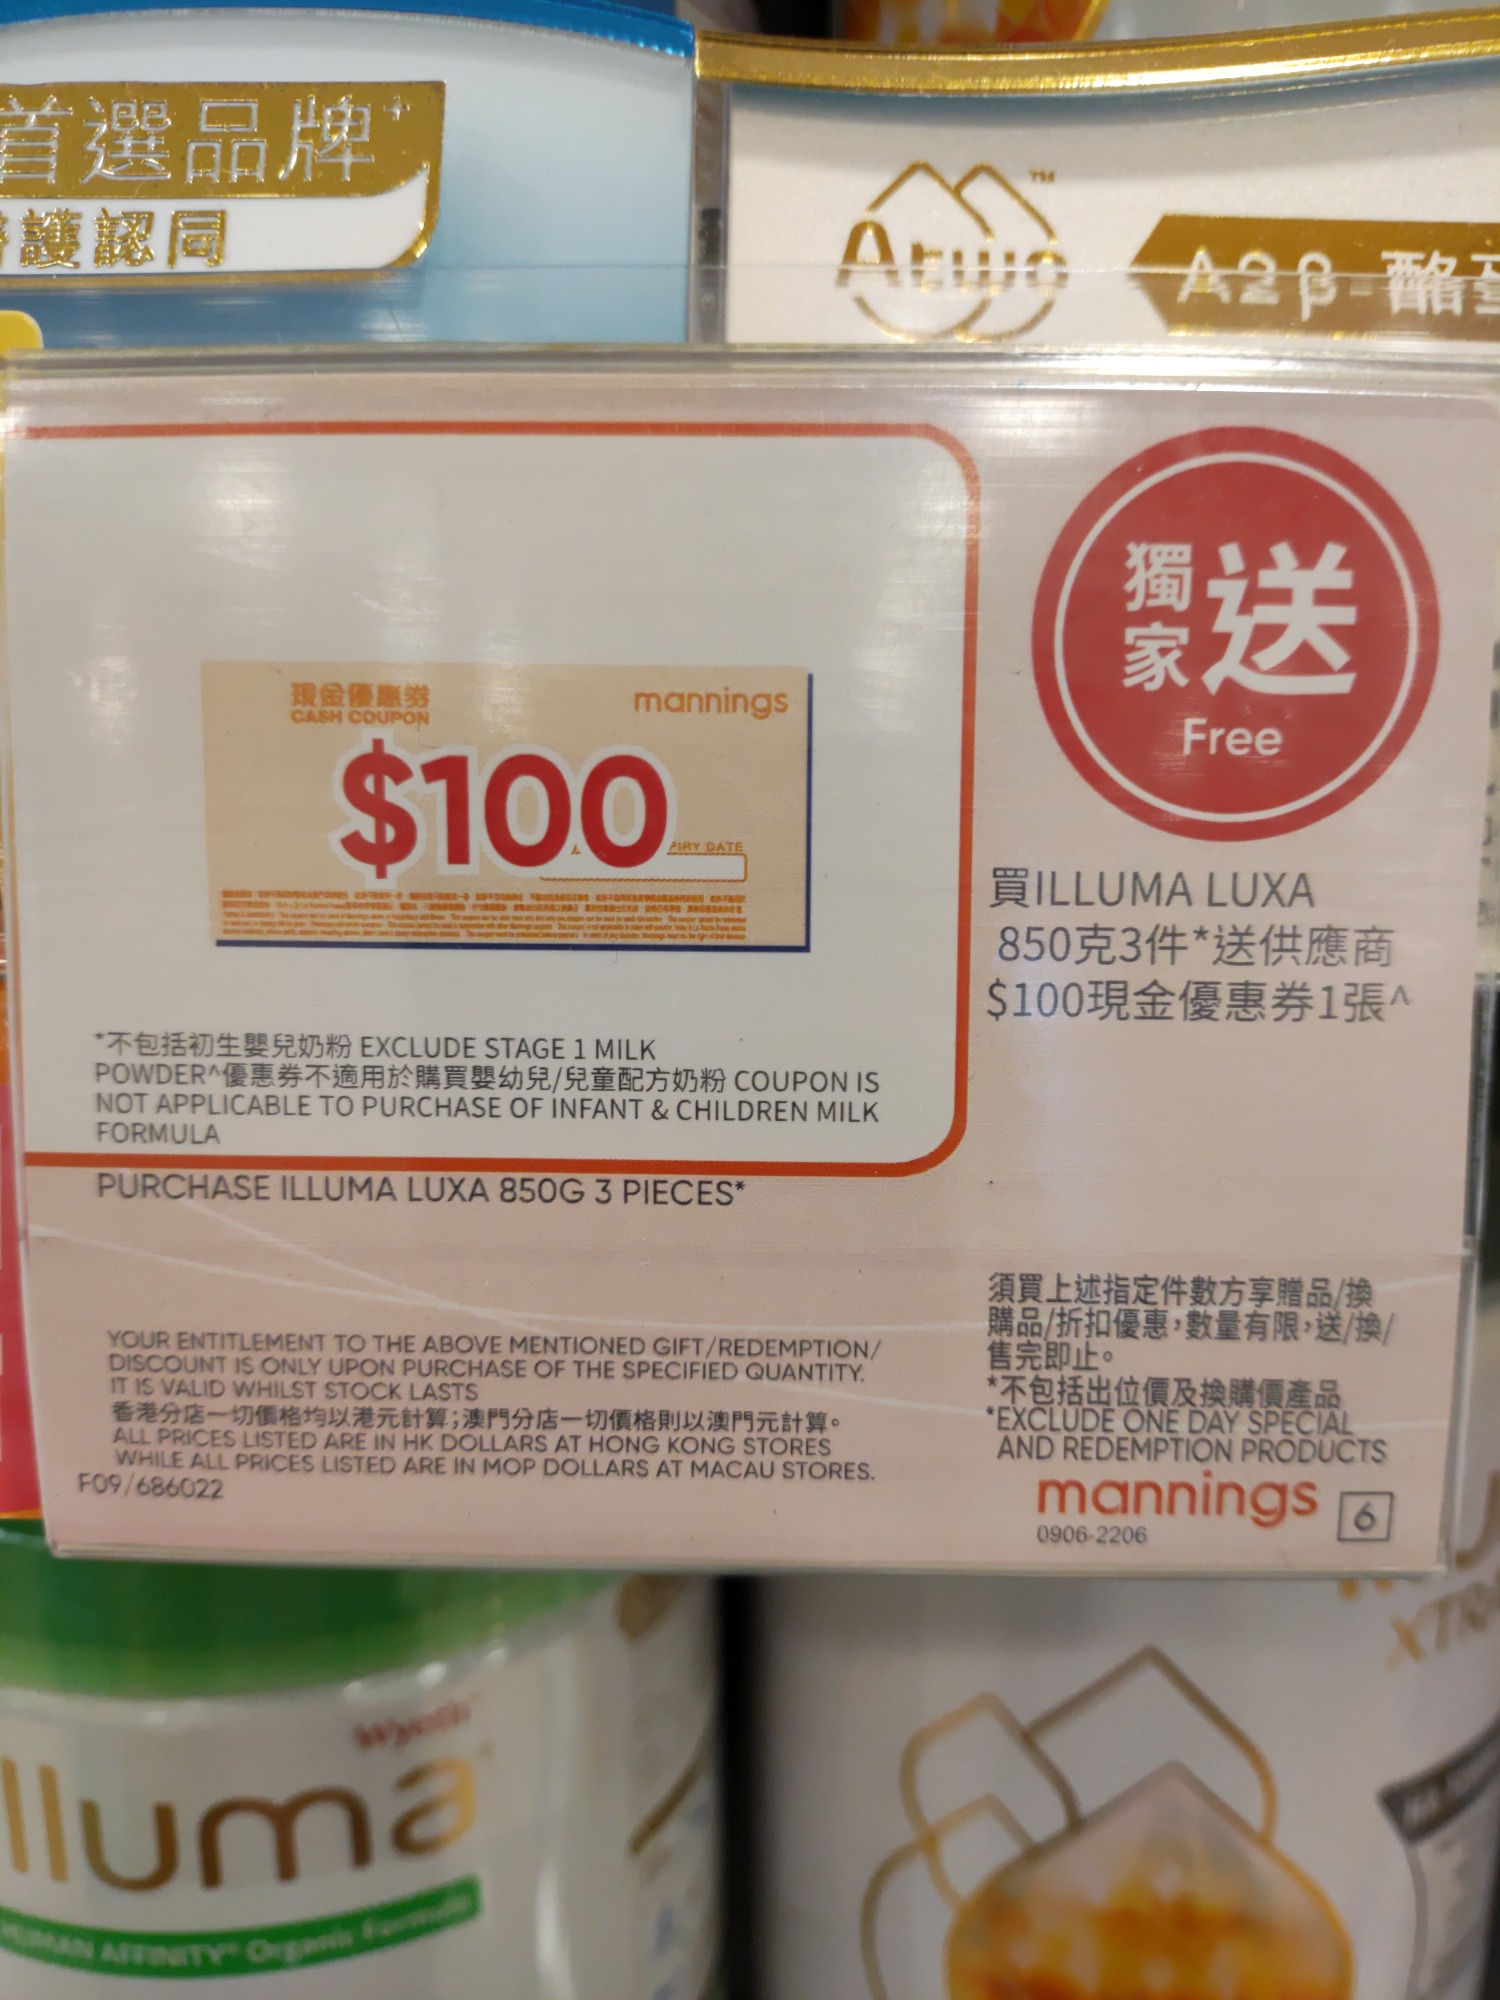 首選品牌+
護認同
Atwo™
A2β-酪
現金優惠券
CASH COUPON
mannings
$100
PIRY DATE
獨家送
Free
買ILLUMA LUXA
850克3件*送供應商
$100現金優惠券1張^
*不包括初生嬰兒奶粉 EXCLUDE STAGE 1 MILK
POWDER^優惠券不適用於購買嬰幼兒/兒童配方奶粉 COUPON IS
NOT APPLICABLE TO PURCHASE OF INFANT & CHILDREN MILK
FORMULA
PURCHASE ILLUMA LUXA 850G 3 PIECES*
YOUR ENTITLEMENT TO THE ABOVE MENTIONED GIFT/REDEMPTION/
DISCOUNT IS ONLY UPON PURCHASE OF THE SPECIFIED QUANTITY.
IT IS VALID WHILST STOCK LASTS
香港分店一切價格均以港元計算;澳門分店一切價格則以澳門元計算。
ALL PRICES LISTED ARE IN HK DOLLARS AT HONG KONG STORES
WHILE ALL PRICES LISTED ARE IN MOP DOLLARS AT MACAU STORES.
F09/686022
須買上述指定件數方享贈品/換
購品/折扣優惠,數量有限,送/換/
售完即止。
*不包括出位價及換購價產品
*EXCLUDE ONE DAY SPECIAL
AND REDEMPTION PRODUCTS
mannings 6
0906-2206
Wyeth
lluma
HUMAN AFFINITY Organic Formula
XTR